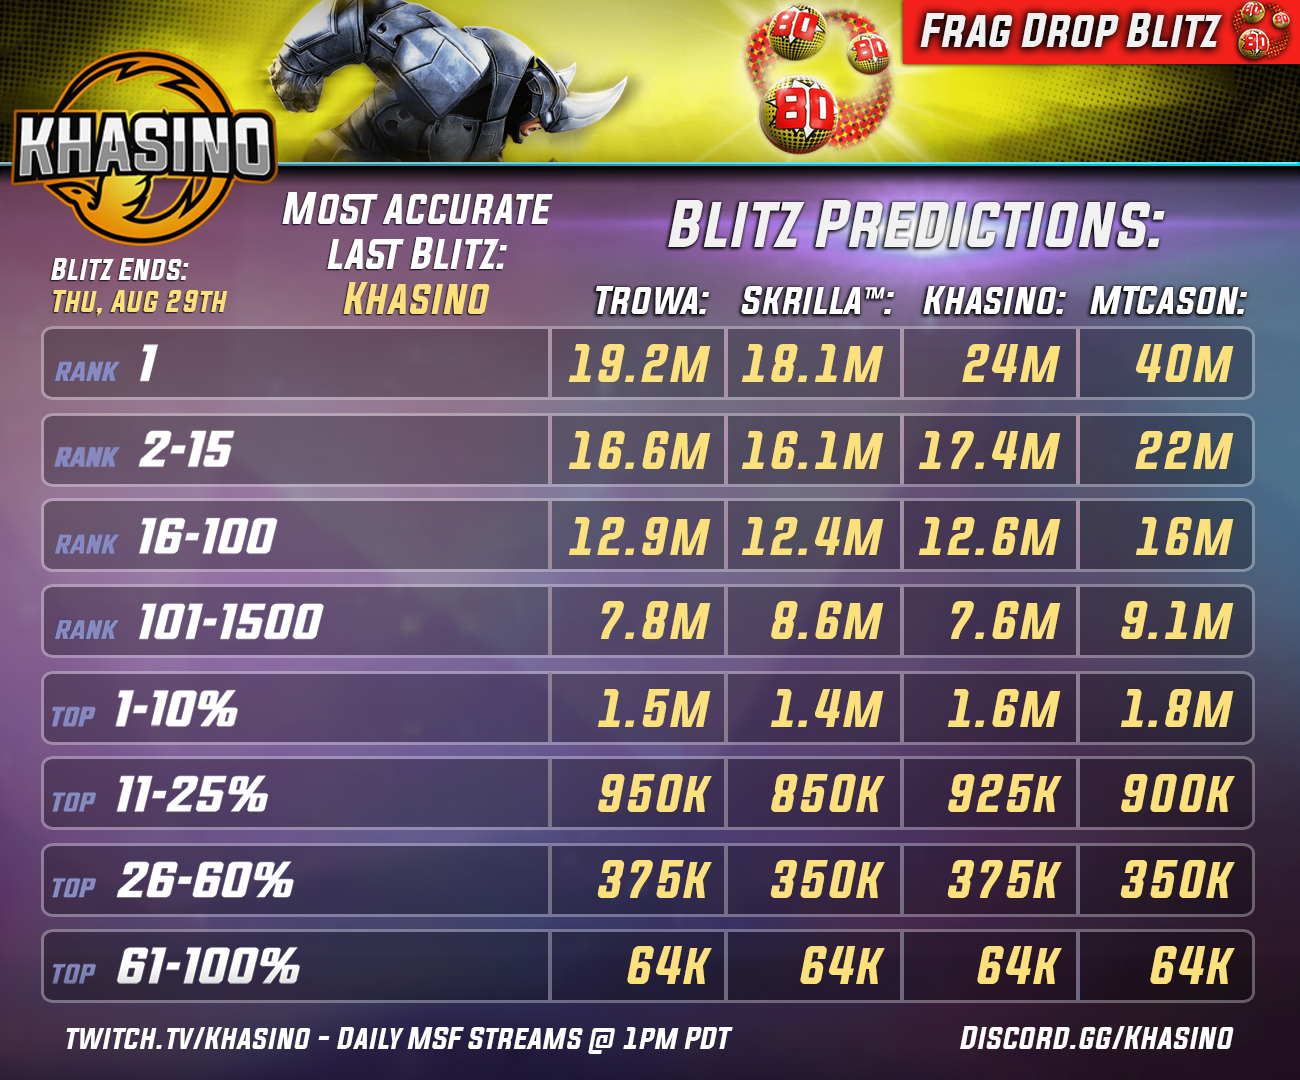 FRAG DROP BLITZ
80
80
80
80
80
80
KHASINO
MOST ACCURATE
LAST BLITZ:
KHASINO
BLITZ ENDS:
THU, AUG 29TH
BLITZ PREDICTIONS:
TROWA: SKRILLA™: KHASINO: MTCASON:
RANK 1 19.2M 18.1M 24M 40M
RANK 2-15 16.6M 16.1M 17.4M 22M
RANK 16-100 12.9M 12.4M 12.6M 16M
RANK 101-1500 7.8M 8.6M 7.6M 9.1M
TOP 1-10% 1.5M 1.4M 1.6M 1.8M
TOP 11-25% 950K 850K 925K 900K
TOP 26-60% 375K 350K 375K 350K
TOP 61-100% 64K 64K 64K 64K
TWITCH.TV/KHASINO - DAILY MSF STREAMS @ 1PM PDT
DISCORD.GG/KHASINO